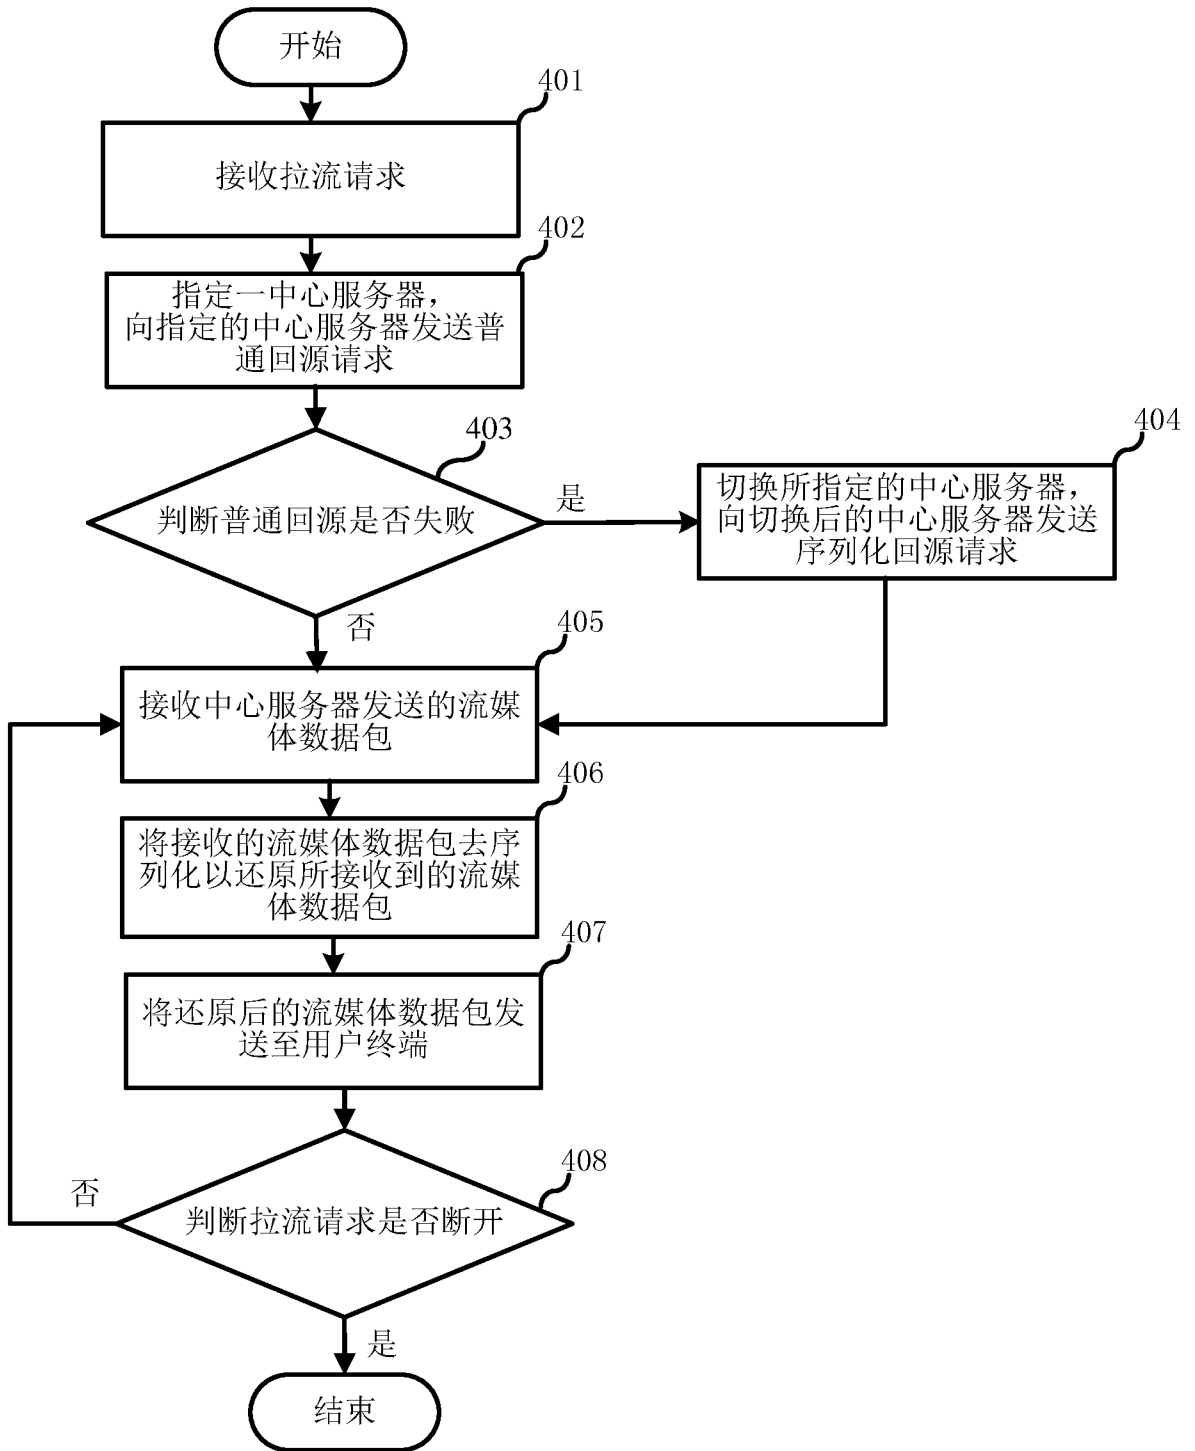 开始
401
接收拉流请求
402
指定一中心服务器，
向指定的中心服务器发送普
通回源请求
403
判断普通回源是否失败
是
404
切换所指定的中心服务器，
向切换后的中心服务器发送
序列化回源请求
否
405
接收中心服务器发送的流媒
体数据包
406
将接收的流媒体数据包去序
列化以还原所接收到的流媒
体数据包
407
将还原后的流媒体数据包发
送至用户终端
408
判断拉流请求是否断开
否
是
结束